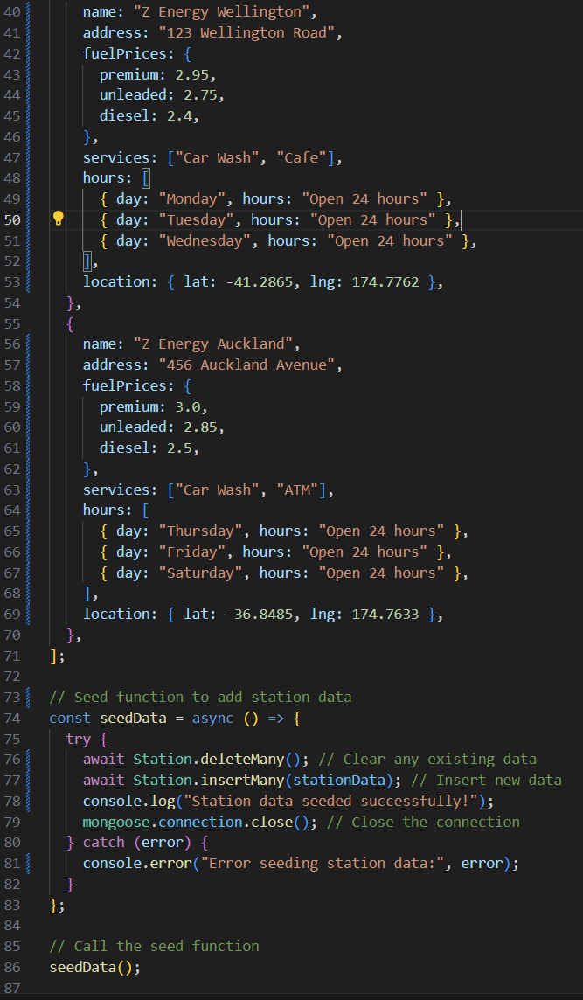 40 name: "Z Energy Wellington",
41 address: "123 Wellington Road",
42 fuelPrices: {
43 premium: 2.95,
44 unleaded: 2.75,
45 diesel: 2.4,
46 },
47 services: ["Car Wash", "Cafe"],
48 hours: [
49 { day: "Monday", hours: "Open 24 hours" },
50 { day: "Tuesday", hours: "Open 24 hours" },
51 { day: "Wednesday", hours: "Open 24 hours" },
52 ],
53 location: { lat: -41.2865, lng: 174.7762 },
54 },
55 {
56 name: "Z Energy Auckland",
57 address: "456 Auckland Avenue",
58 fuelPrices: {
59 premium: 3.0,
60 unleaded: 2.85,
61 diesel: 2.5,
62 },
63 services: ["Car Wash", "ATM"],
64 hours: [
65 { day: "Thursday", hours: "Open 24 hours" },
66 { day: "Friday", hours: "Open 24 hours" },
67 { day: "Saturday", hours: "Open 24 hours" },
68 ],
69 location: { lat: -36.8485, lng: 174.7633 },
70 },
71 ];
72
73 // Seed function to add station data
74 const seedData = async () => {
75 try {
76 await Station.deleteMany(); // Clear any existing data
77 await Station.insertMany(stationData); // Insert new data
78 console.log("Station data seeded successfully!");
79 mongoose.connection.close(); // Close the connection
80 } catch (error) {
81 console.error("Error seeding station data:", error);
82 }
83 };
84
85 // Call the seed function
86 seedData();
87